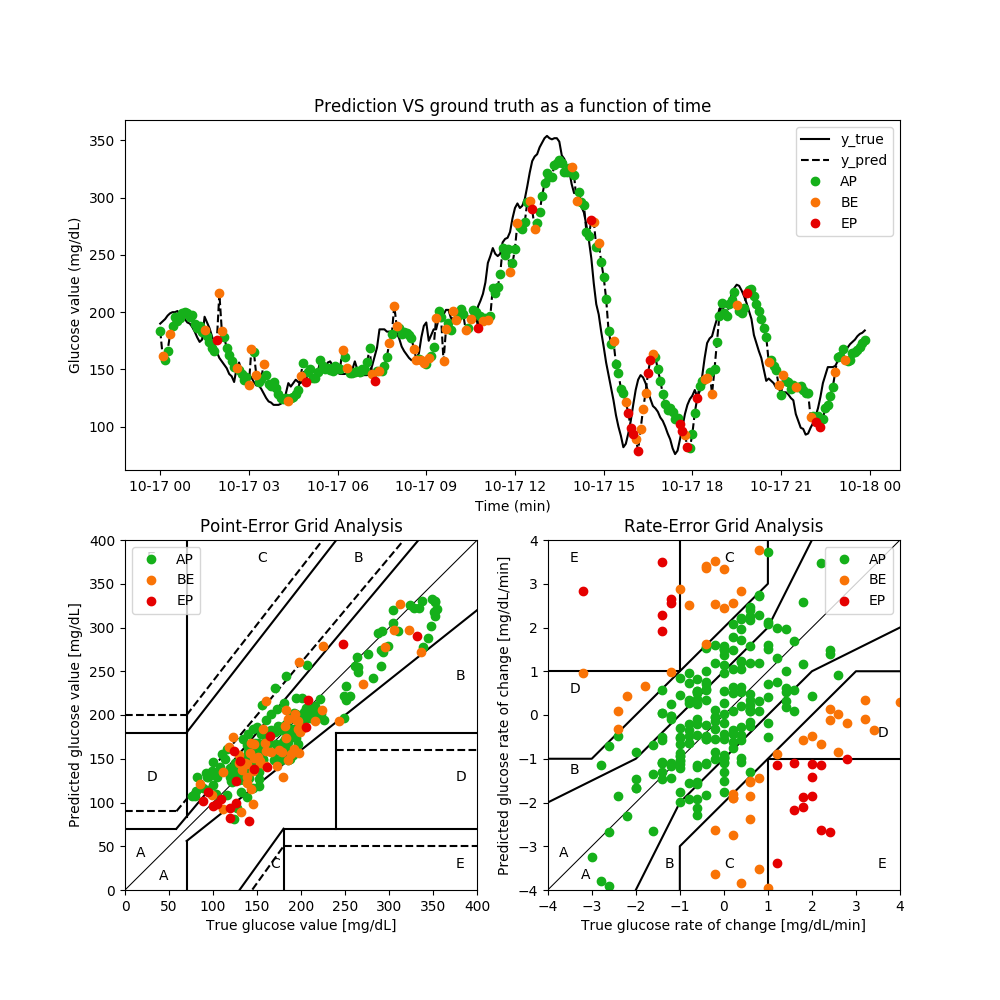 Prediction VS ground truth as a function of time
350
300
250
200
150
100
Glucose value (mg/dL)
y_true
y_pred
AP
BE
EP
10-17 00 10-17 03 10-17 06 10-17 09 10-17 12 10-17 15 10-17 18 10-17 21 10-18 00
Time (min)
Point-Error Grid Analysis
400
350
300
250
200
150
100
50
0
Predicted glucose value [mg/dL]
AP
BE
EP
C
B
B
D
D
A
A
C
E
0 50 100 150 200 250 300 350 400
True glucose value [mg/dL]
Rate-Error Grid Analysis
4
3
2
1
0
−1
−2
−3
−4
Predicted glucose rate of change [mg/dL/min]
E
C
AP
BE
EP
D
D
B
A
A
B
C
E
−4 −3 −2 −1 0 1 2 3 4
True glucose rate of change [mg/dL/min]